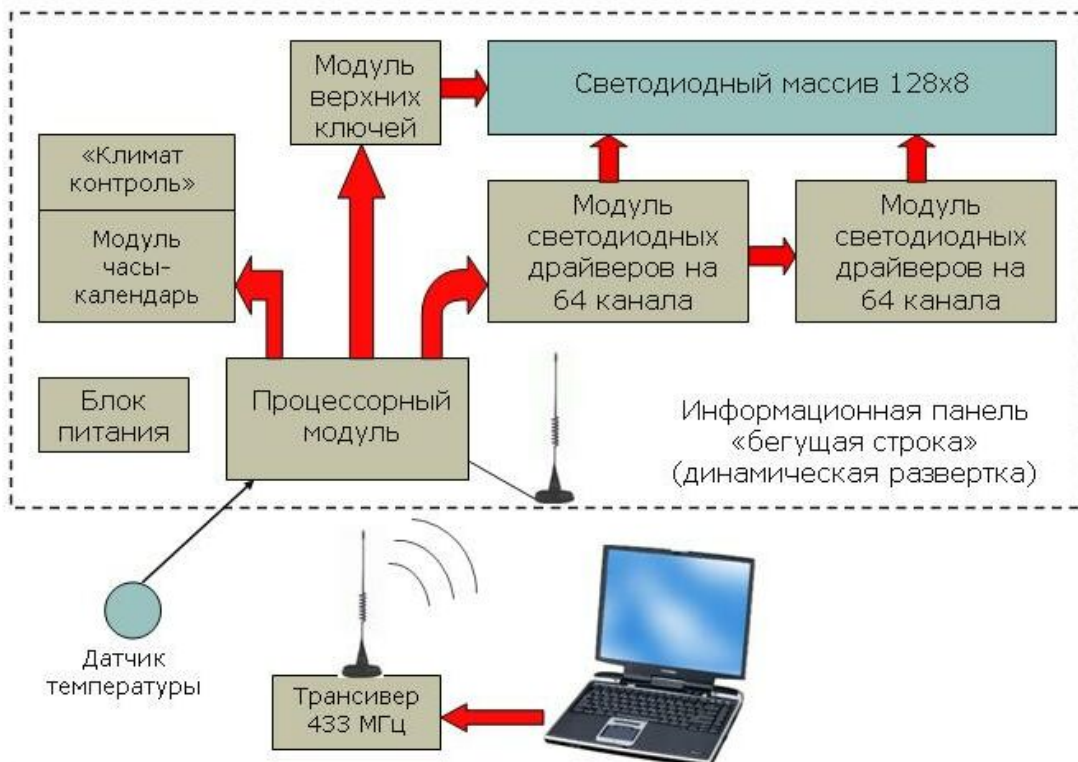 Модуль
верхних
ключей
Светодиодный массив 128x8
«Климат
контроль»
Модуль
часы-
календарь
Модуль
светодиодных
драйверов на
64 канала
Модуль
светодиодных
драйверов на
64 канала
Блок
питания
Процессорный
модуль
Информационная панель
«бегущая строка»
(динамическая развертка)
Датчик
температуры
Трансивер
433 МГц